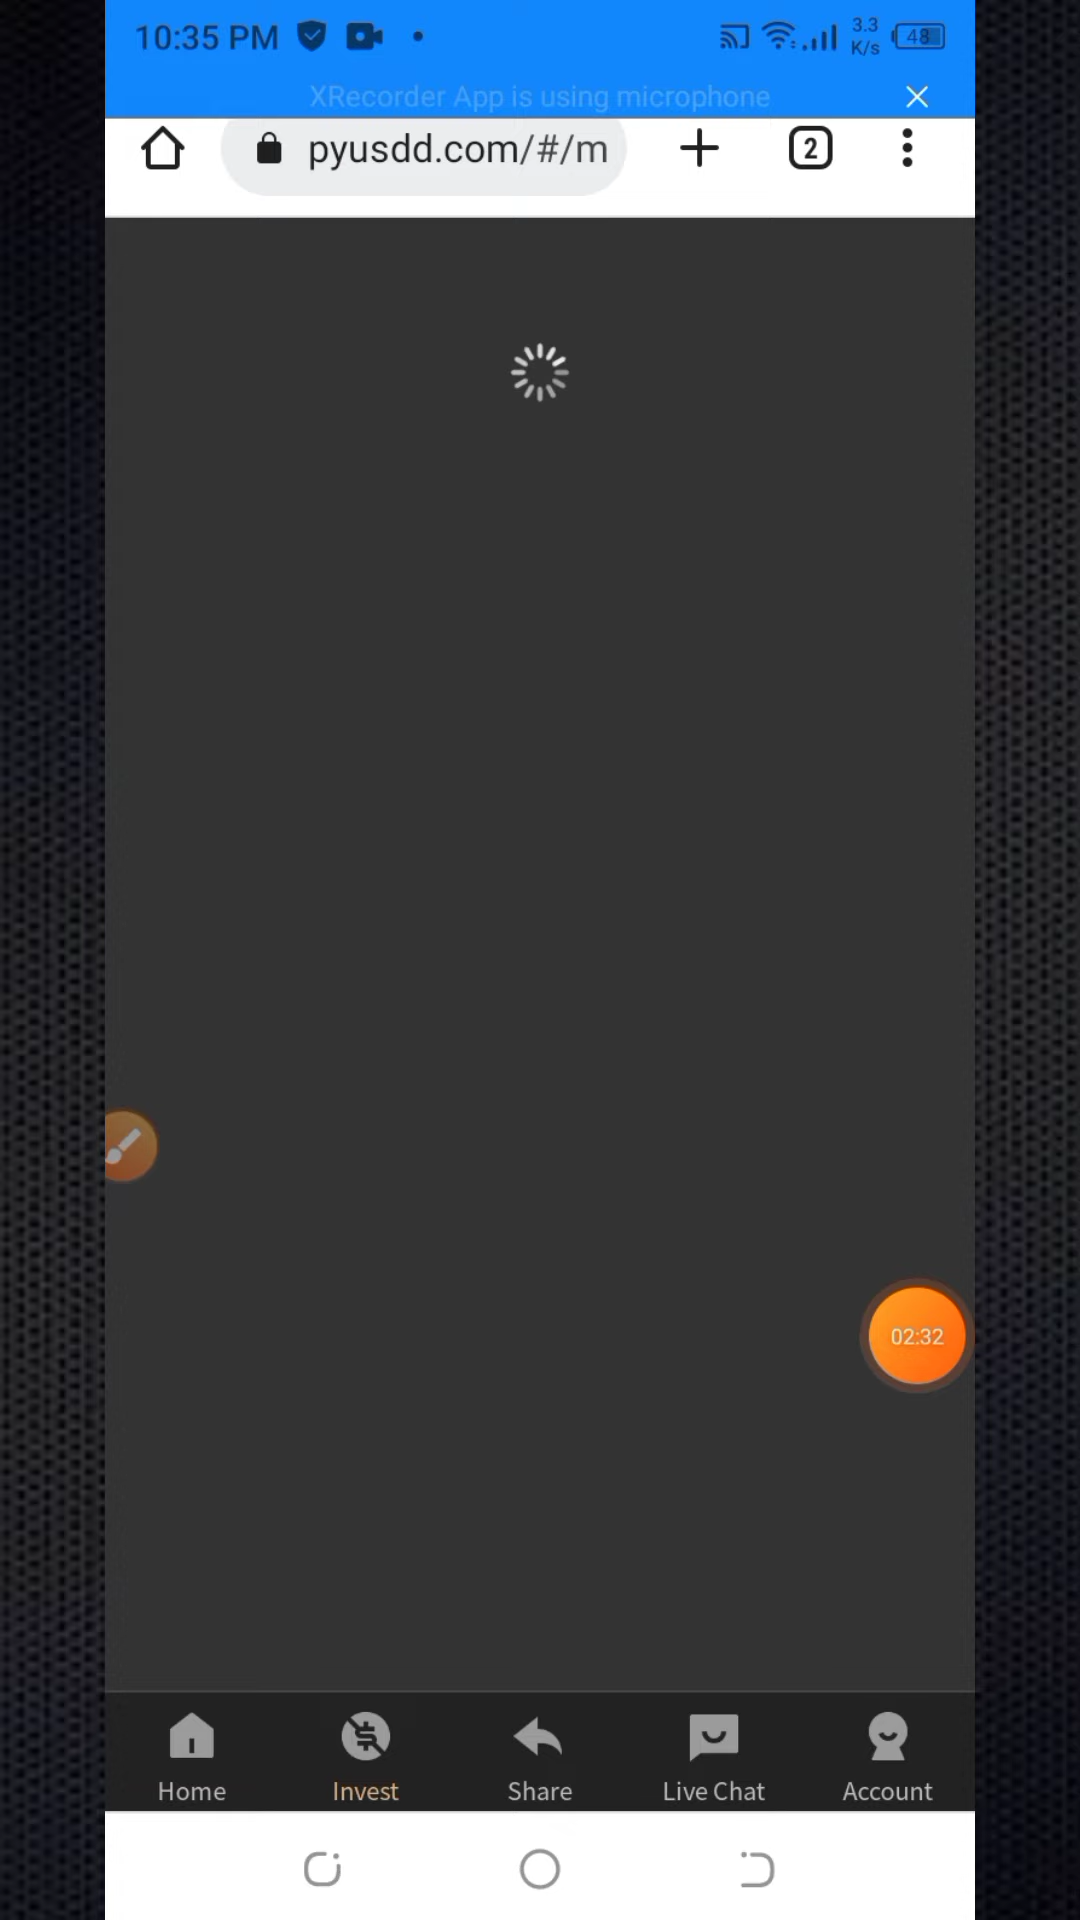 10:35 PM
3.3
K/s
48
XRecorder App is using microphone
pyusdd.com/#/m
2
02:32
Home
Invest
Share
Live Chat
Account